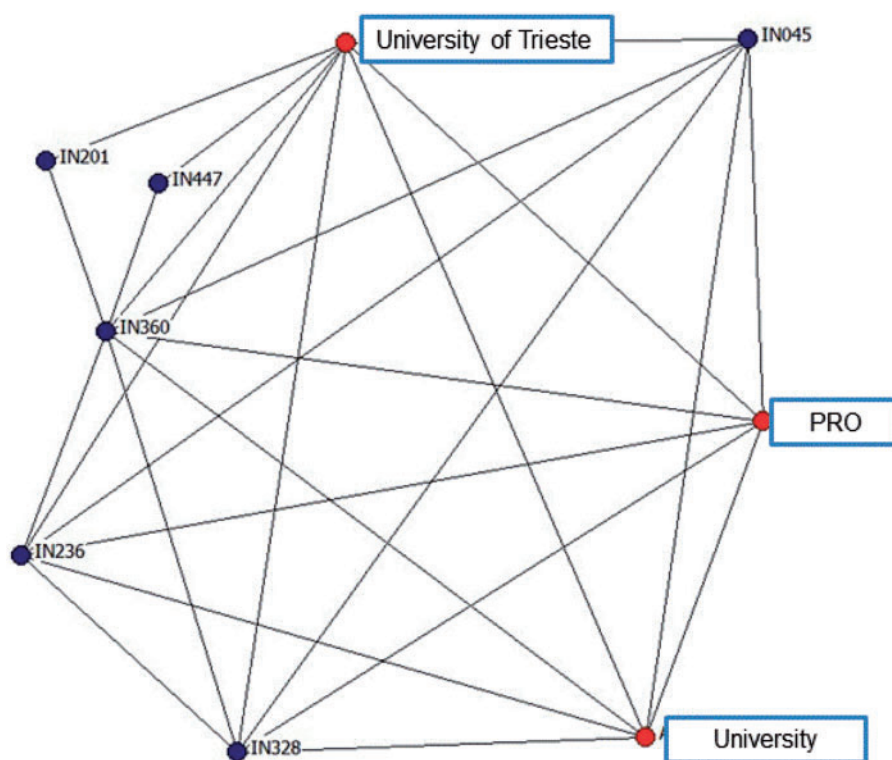 University of Trieste
IN045
IN201
IN447
IN360
PRO
IN236
IN328
University